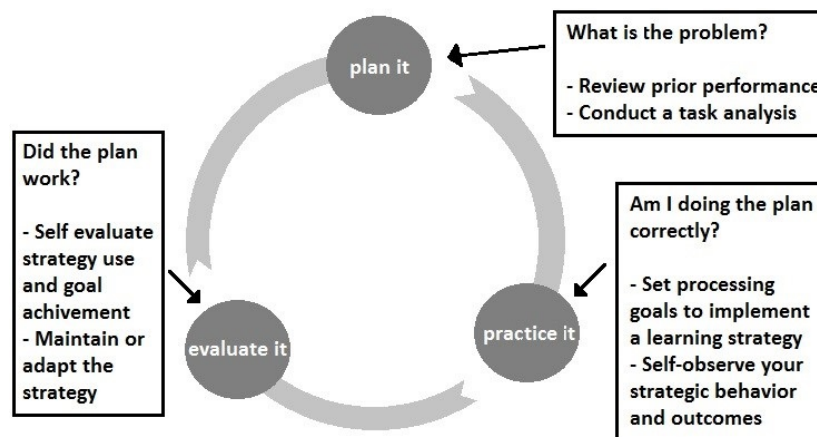 plan it
What is the problem?
- Review prior performance
- Conduct a task analysis
Did the plan
work?
- Self evaluate
strategy use
and goal
achivement
- Maintain or
adapt the
strategy
Am I doing the plan
correctly?
- Set processing
goals to implement
a learning strategy
- Self-observe your
strategic behavior
and outcomes
evaluate it
practice it